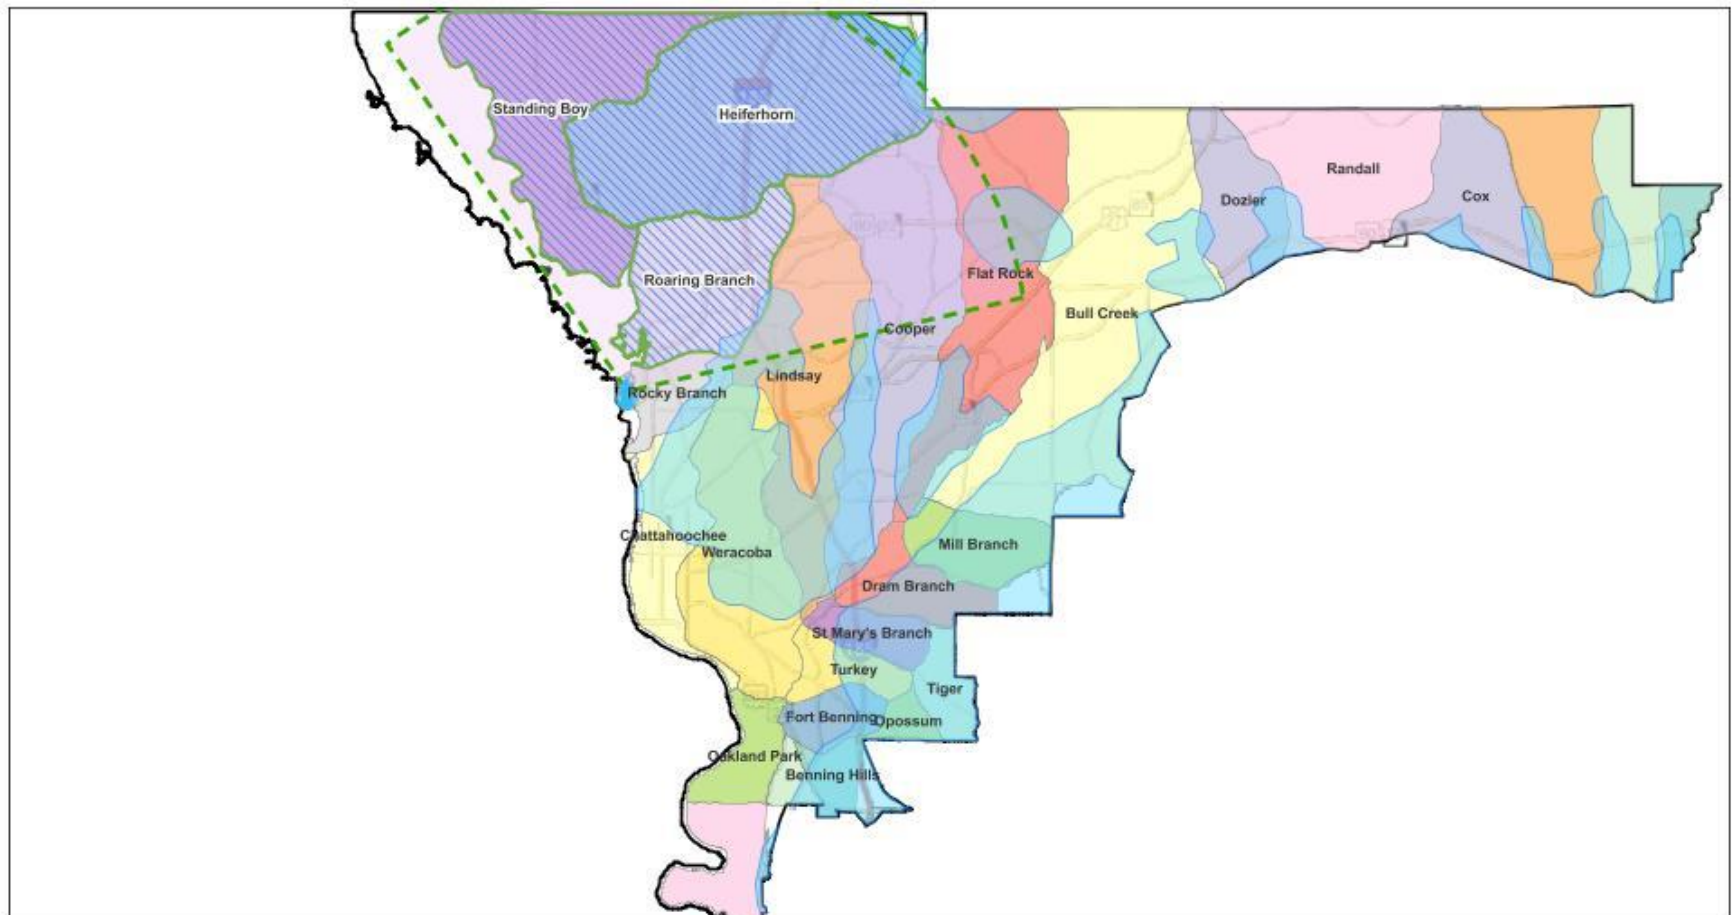 Standing Boy
Heiferhorn
Randall
Dozier
Cox
Roaring Branch
Flat Rock
Bull Creek
Cooper
Lindsay
Rocky Branch
Chattahoochee
Weracoba
Mill Branch
Dram Branch
St Mary's Branch
Turkey
Tiger
Fort Benning
Opossum
Oakland Park
Benning Hills